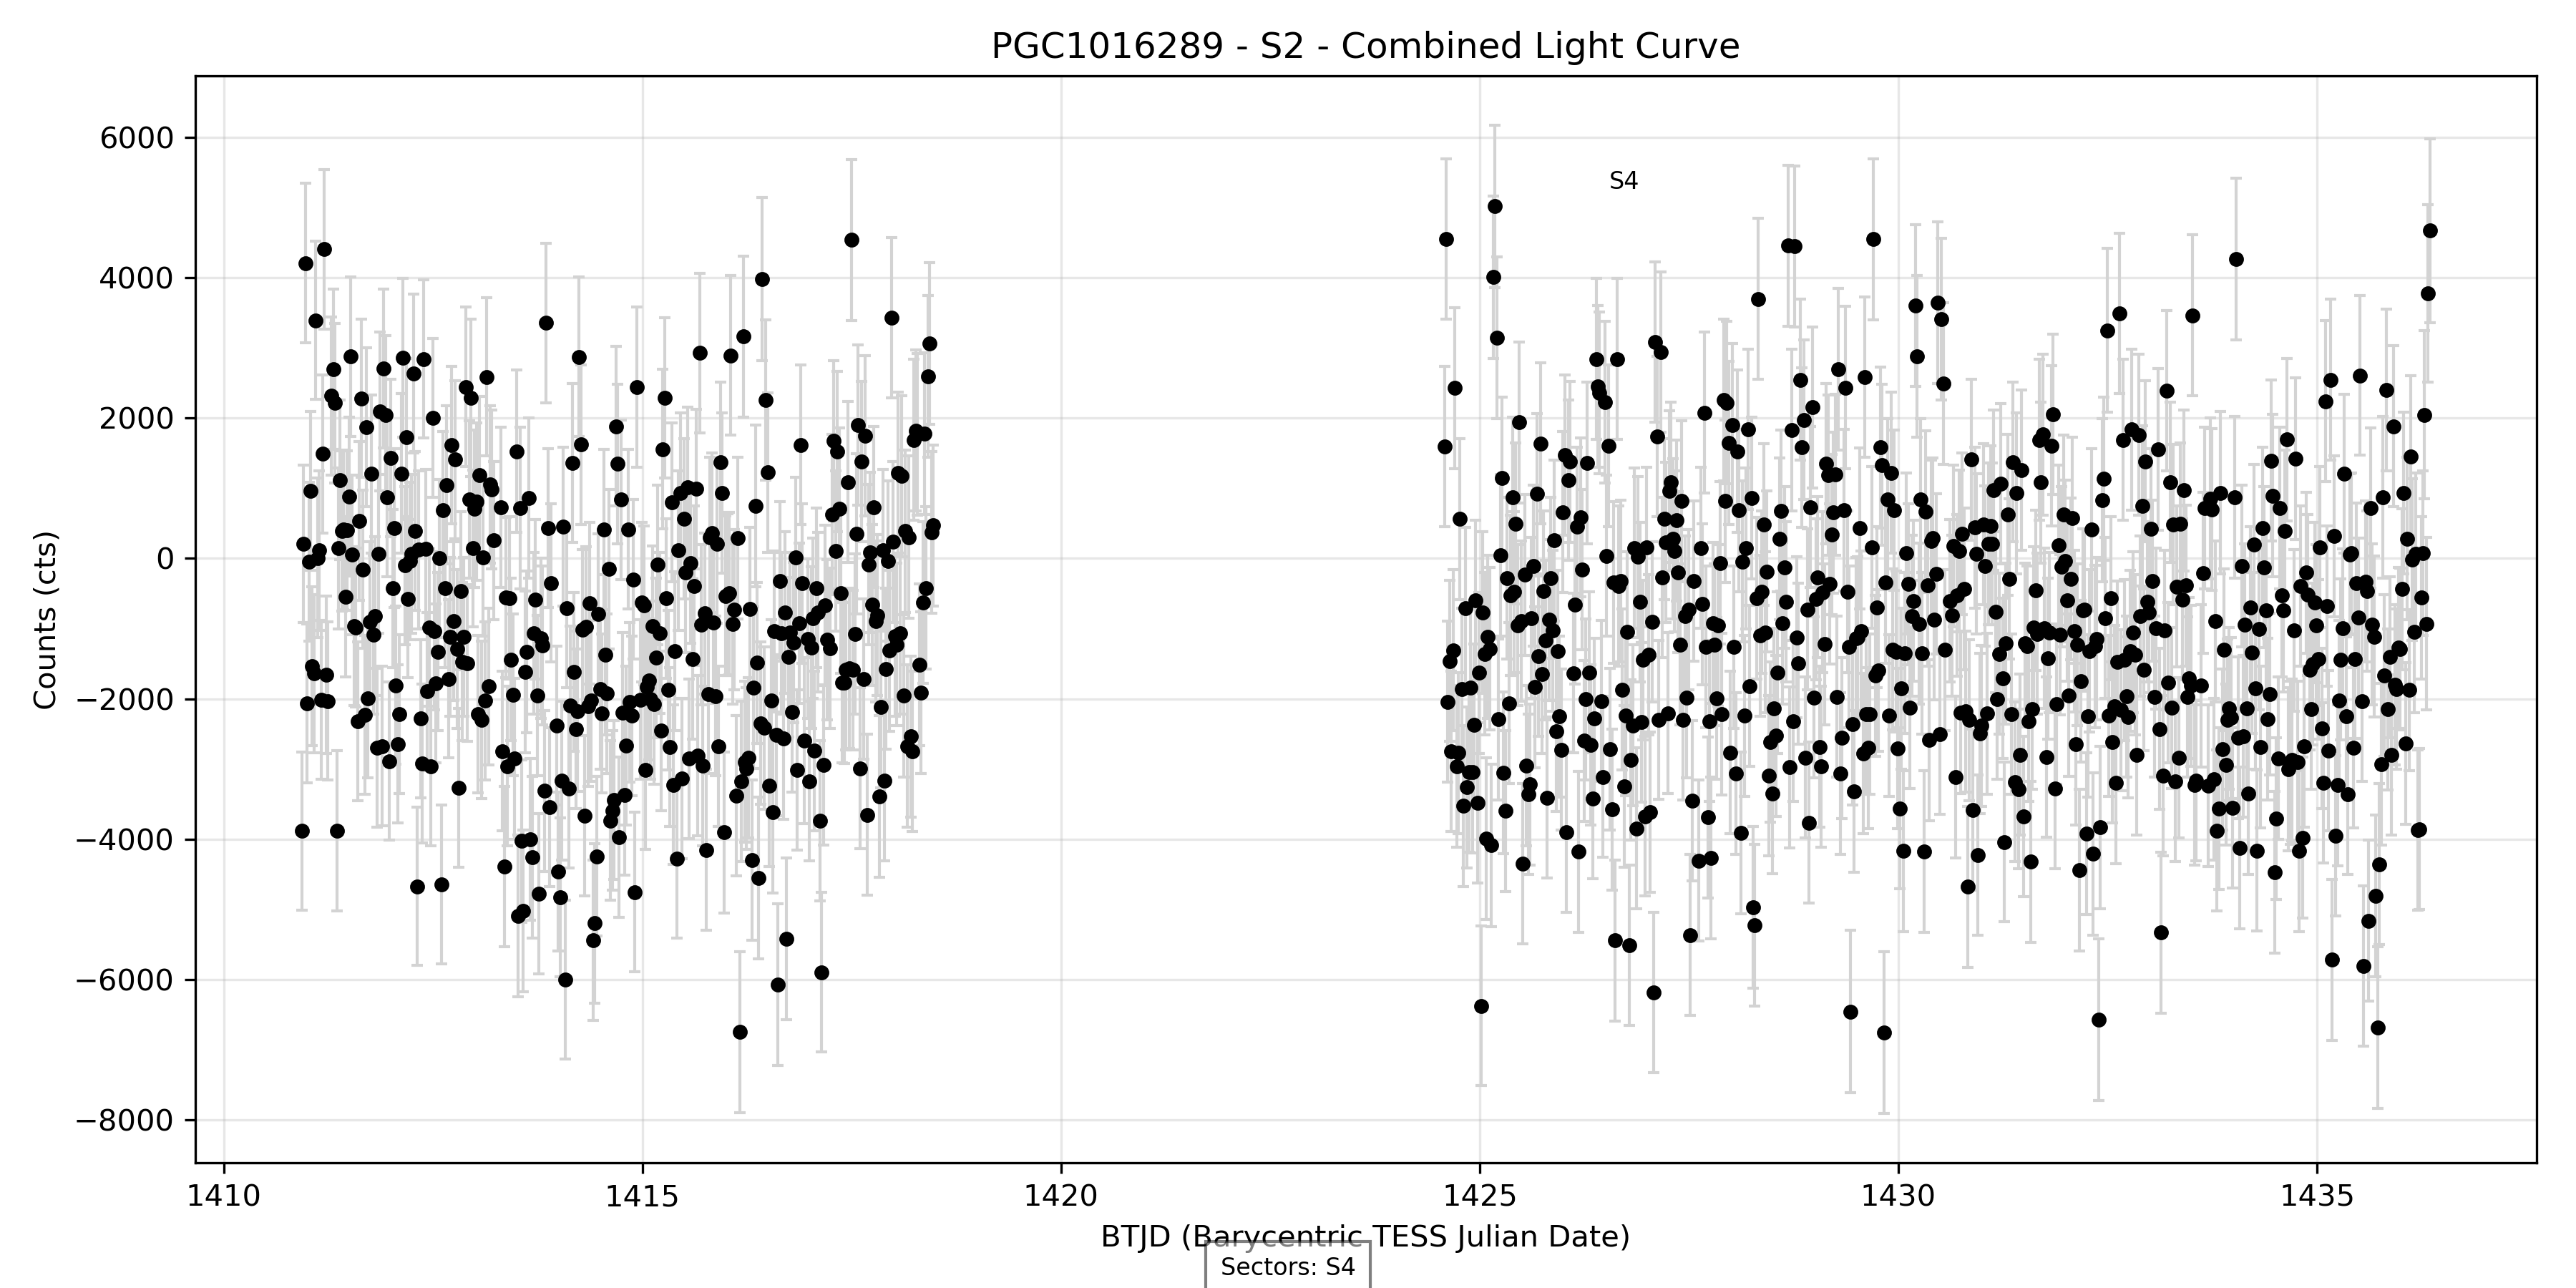 PGC1016289 - S2 - Combined Light Curve
6000
4000
2000
0
−2000
−4000
−6000
−8000
Counts (cts)
S4
1410
1415
1420
1425
1430
1435
BTJD (Barycentric TESS Julian Date)
Sectors: S4